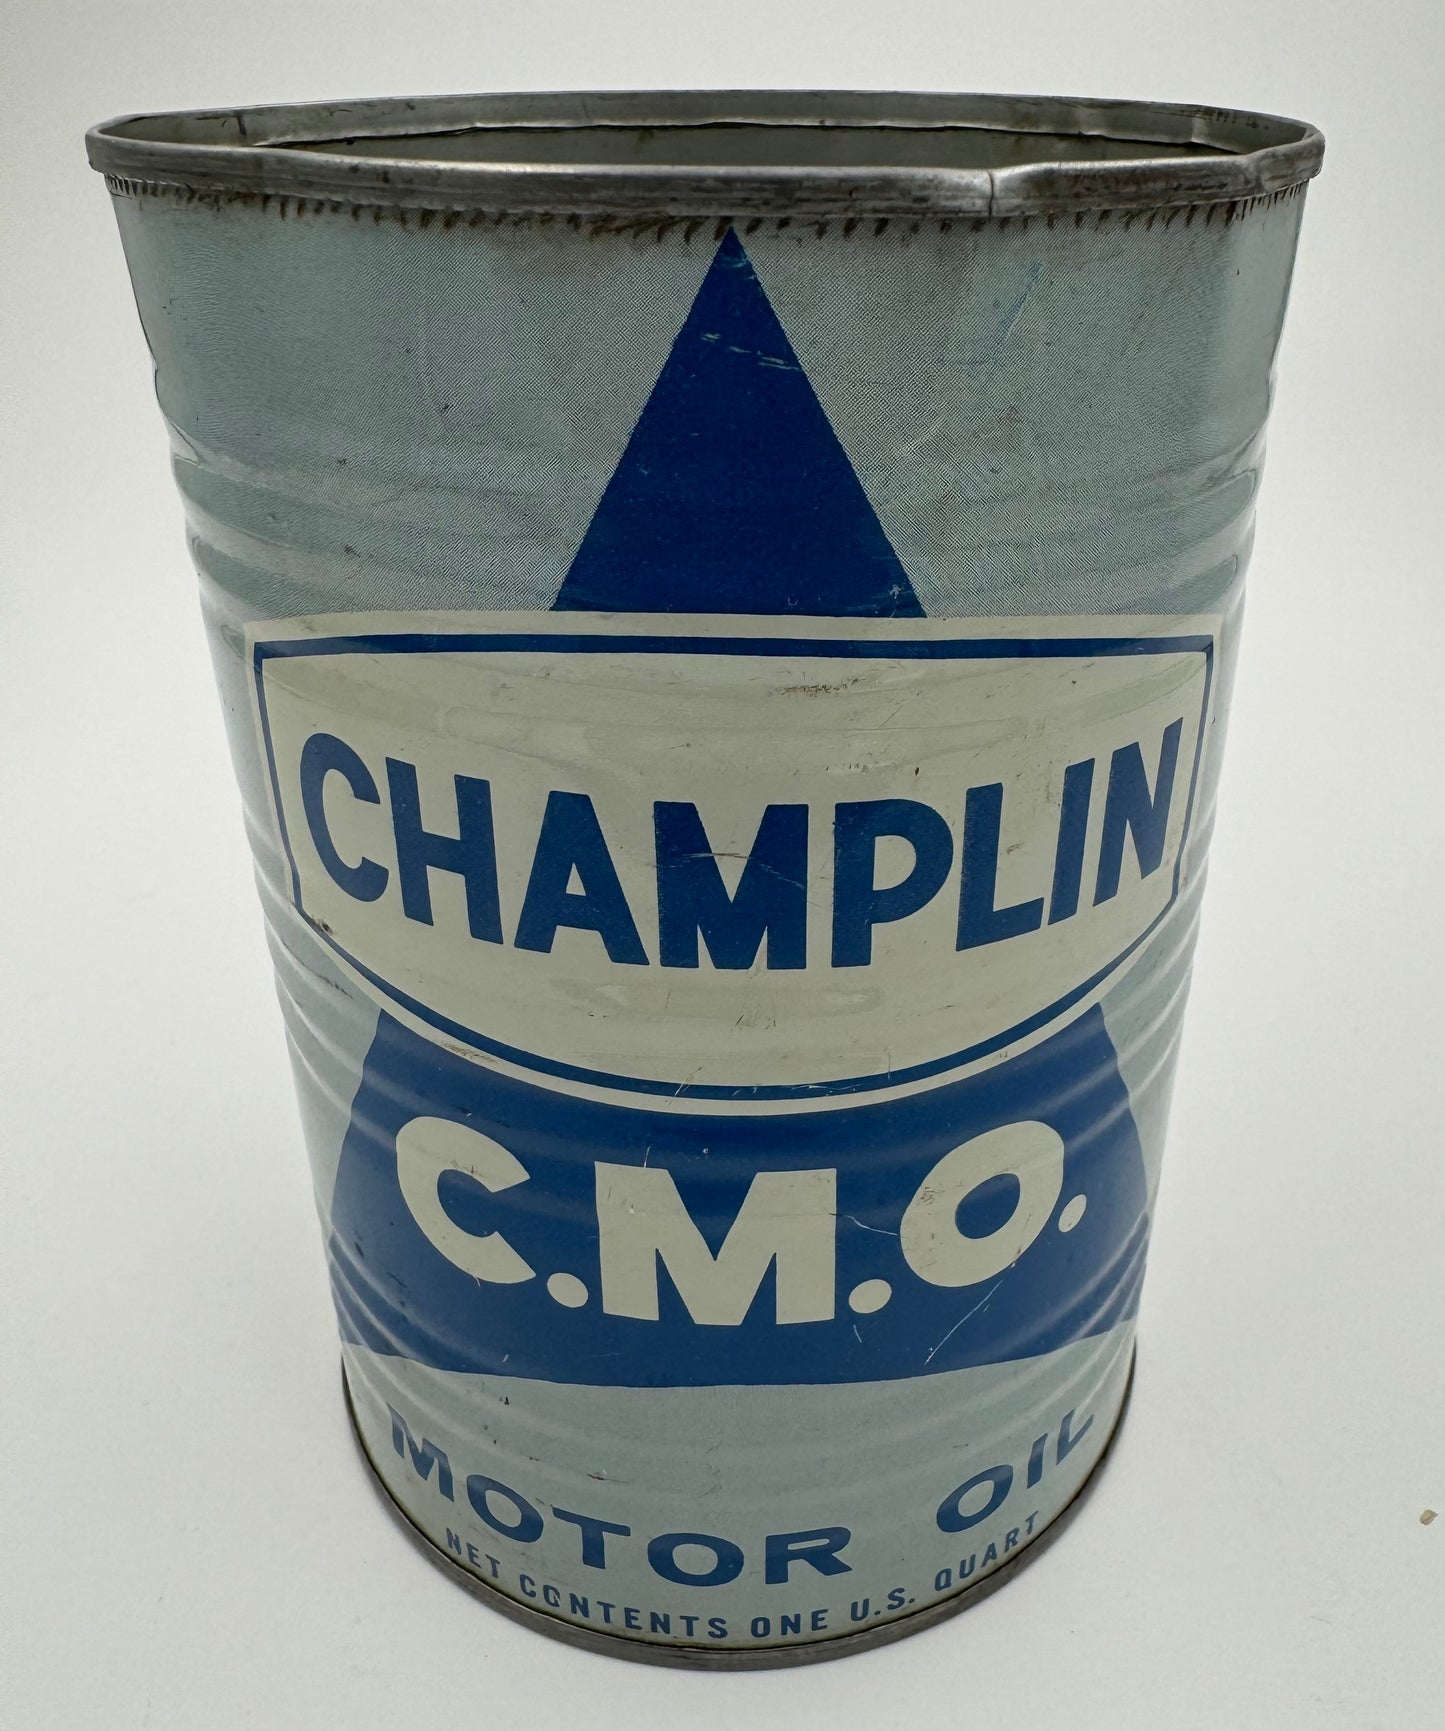 CHAMPLIN
C.M.O.
MOTOR OIL
NET CONTENTS ONE U.S. QUART